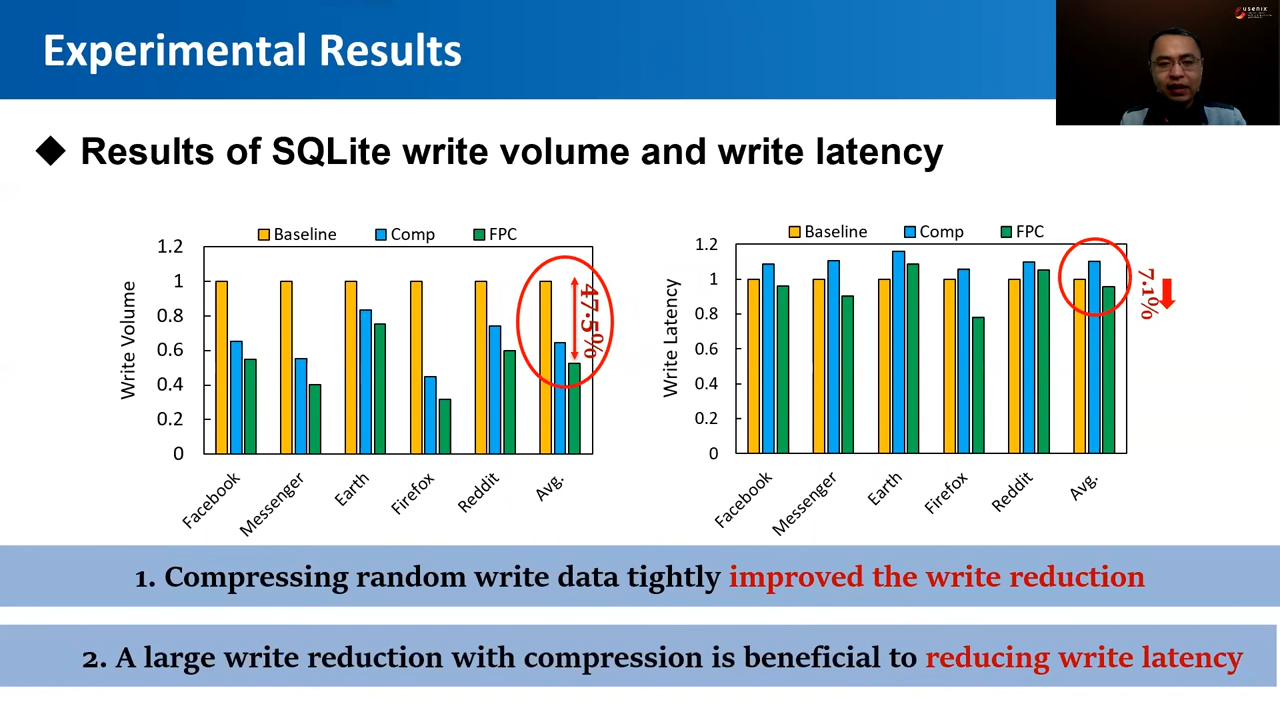 Experimental Results
usenix
◆ Results of SQLite write volume and write latency
Baseline Comp FPC
Write Volume
1.2
1
0.8
0.6
0.4
0.2
0
47.5%
Facebook
Messenger
Earth
Firefox
Reddit
Avg.
Baseline Comp FPC
Write Latency
1.2
1
0.8
0.6
0.4
0.2
0
7.1%
Facebook
Messenger
Earth
Firefox
Reddit
Avg.
1. Compressing random write data tightly improved the write reduction
2. A large write reduction with compression is beneficial to reducing write latency